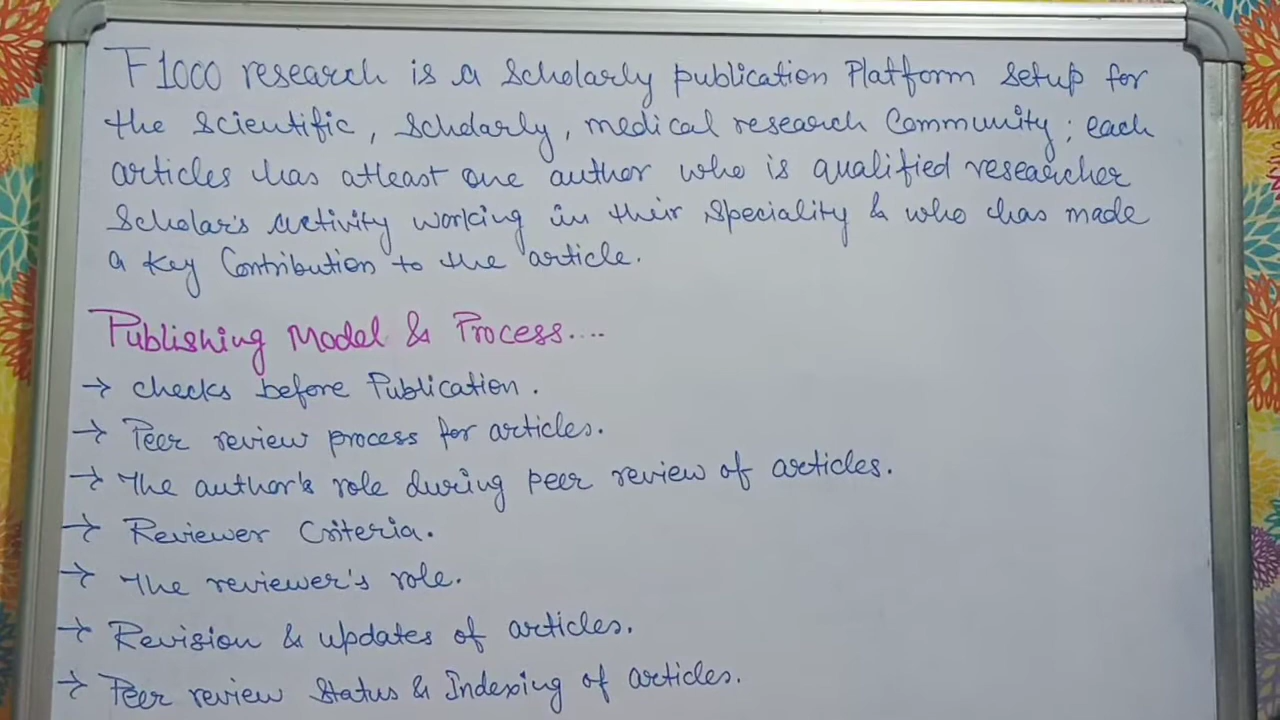 F1000 research is a Scholarly publication Platform setup for
the scientific, Scholarly, medical research Community; each
articles has atleast one author who is qualified researcher
Scholar's activity working in their speciality & who has made
a key Contribution to the article.
Publishing Model & Process....
→ checks before Publication.
→ Peer review process for articles.
→ The author's role during peer review of articles.
→ Reviewer Criteria.
→ The reviewer's role.
→ Revision & updates of articles.
→ Peer review Status & Indexing of articles.